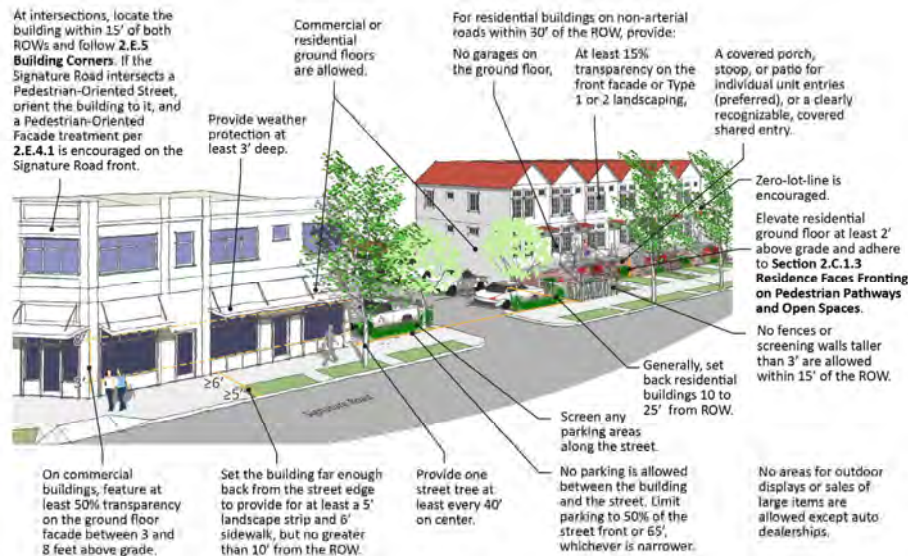 At intersections, locate the
building within 15' of both
ROWs and follow 2.E.5
Building Corners. If the
Signature Road intersects a
Pedestrian-Oriented Street,
orient the building to it, and
a Pedestrian-Oriented
Facade treatment per
2.E.4.1 is encouraged on the
Signature Road front.
Provide weather
protection at
least 3' deep.
Commercial or
residential
ground floors
are allowed.
For residential buildings on non-arterial
roads within 30' of the ROW, provide:
No garages on
the ground floor,
At least 15%
transparency on the
front facade or Type
1 or 2 landscaping,
A covered porch,
stoop, or patio for
individual unit entries
(preferred), or a clearly
recognizable, covered
shared entry.
Zero-lot-line is
encouraged.
Elevate residential
ground floor at least 2'
above grade and adhere
to Section 2.C.1.3
Residence Faces Fronting
on Pedestrian Pathways
and Open Spaces.
No fences or
screening walls taller
than 3' are allowed
within 15' of the ROW.
Generally, set
back residential
buildings 10 to
25' from ROW.
Screen any
parking areas
along the street.
≥6'
≥5'
Signature Road
On commercial
buildings, feature at
least 50% transparency
on the ground floor
facade between 3 and
8 feet above grade.
Set the building far enough
back from the street edge
to provide for at least a 5'
landscape strip and 6'
sidewalk, but no greater
than 10' from the ROW.
Provide one
street tree at
least every 40'
on center.
No parking is allowed
between the building
and the street. Limit
parking to 50% of the
street front or 65',
whichever is narrower.
No areas for outdoor
displays or sales of
large items are
allowed except auto
dealerships.